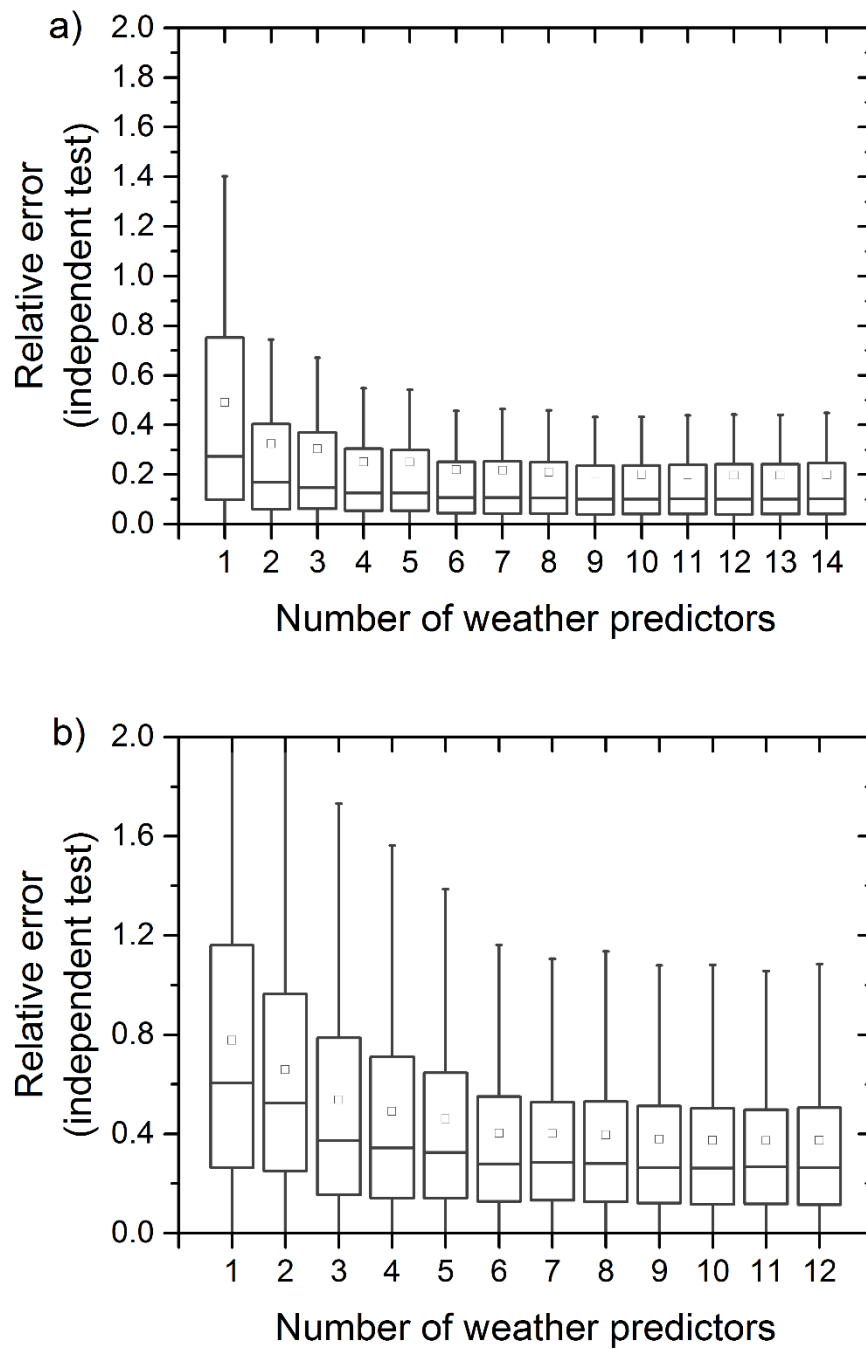 a)
2.0
1.8
1.6
1.4
1.2
1.0
0.8
0.6
0.4
0.2
0.0
Relative error
(independent test)
1 2 3 4 5 6 7 8 9 10 11 12 13 14
Number of weather predictors
b)
2.0
1.6
1.2
0.8
0.4
0.0
Relative error
(independent test)
1 2 3 4 5 6 7 8 9 10 11 12
Number of weather predictors